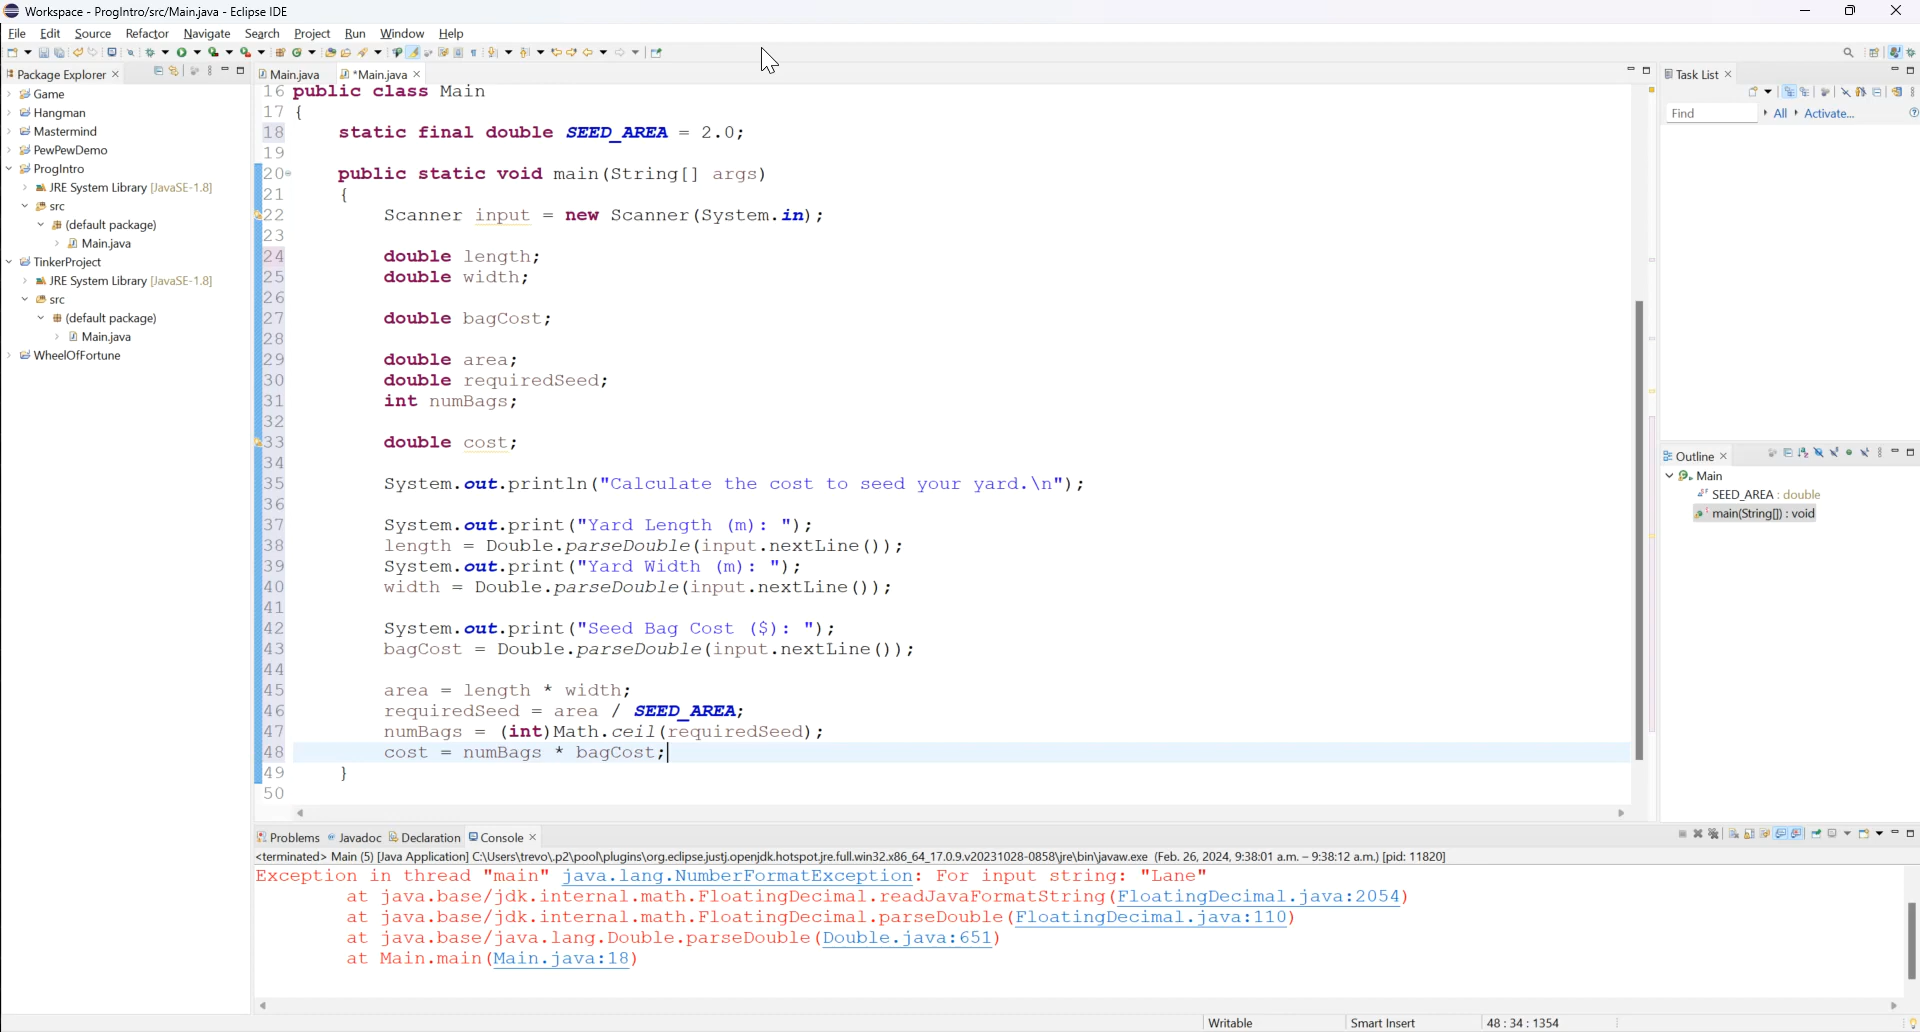 Workspace - ProgIntro/src/Main.java - Eclipse IDE
File Edit Source Refactor Navigate Search Project Run Window Help
Package Explorer
Game
Hangman
Mastermind
PewPewDemo
ProgIntro
JRE System Library [JavaSE-1.8]
src
(default package)
Main.java
TinkerProject
JRE System Library [JavaSE-1.8]
src
(default package)
Main.java
WheelOfFortune
Main.java *Main.java
16 public class Main
17 {
18 static final double SEED_AREA = 2.0;
19
20 public static void main(String[] args)
21 {
22 Scanner input = new Scanner(System.in);
23
24 double length;
25 double width;
26
27 double bagCost;
28
29 double area;
30 double requiredSeed;
31 int numBags;
32
33 double cost;
34
35 System.out.println("Calculate the cost to seed your yard.\n");
36
37 System.out.print("Yard Length (m): ");
38 length = Double.parseDouble(input.nextLine());
39 System.out.print("Yard Width (m): ");
40 width = Double.parseDouble(input.nextLine());
41
42 System.out.print("Seed Bag Cost ($): ");
43 bagCost = Double.parseDouble(input.nextLine());
44
45 area = length * width;
46 requiredSeed = area / SEED_AREA;
47 numBags = (int)Math.ceil(requiredSeed);
48 cost = numBags * bagCost;
49 }
50
Task List
Find All Activate...
Outline
Main
SEED_AREA : double
main(String[]) : void
Problems Javadoc Declaration Console
<terminated> Main (5) [Java Application] C:\Users\trevo\.p2\pool\plugins\org.eclipse.justj.openjdk.hotspot.jre.full.win32.x86_64_17.0.9.v20231028-0858\jre\bin\javaw.exe (Feb. 26, 2024, 9:38:01 a.m. – 9:38:12 a.m.) [pid: 11820]
Exception in thread "main" java.lang.NumberFormatException: For input string: "Lane"
at java.base/jdk.internal.math.FloatingDecimal.readJavaFormatString(FloatingDecimal.java:2054)
at java.base/jdk.internal.math.FloatingDecimal.parseDouble(FloatingDecimal.java:110)
at java.base/java.lang.Double.parseDouble(Double.java:651)
at Main.main(Main.java:18)
Writable Smart Insert 48 : 34 : 1354